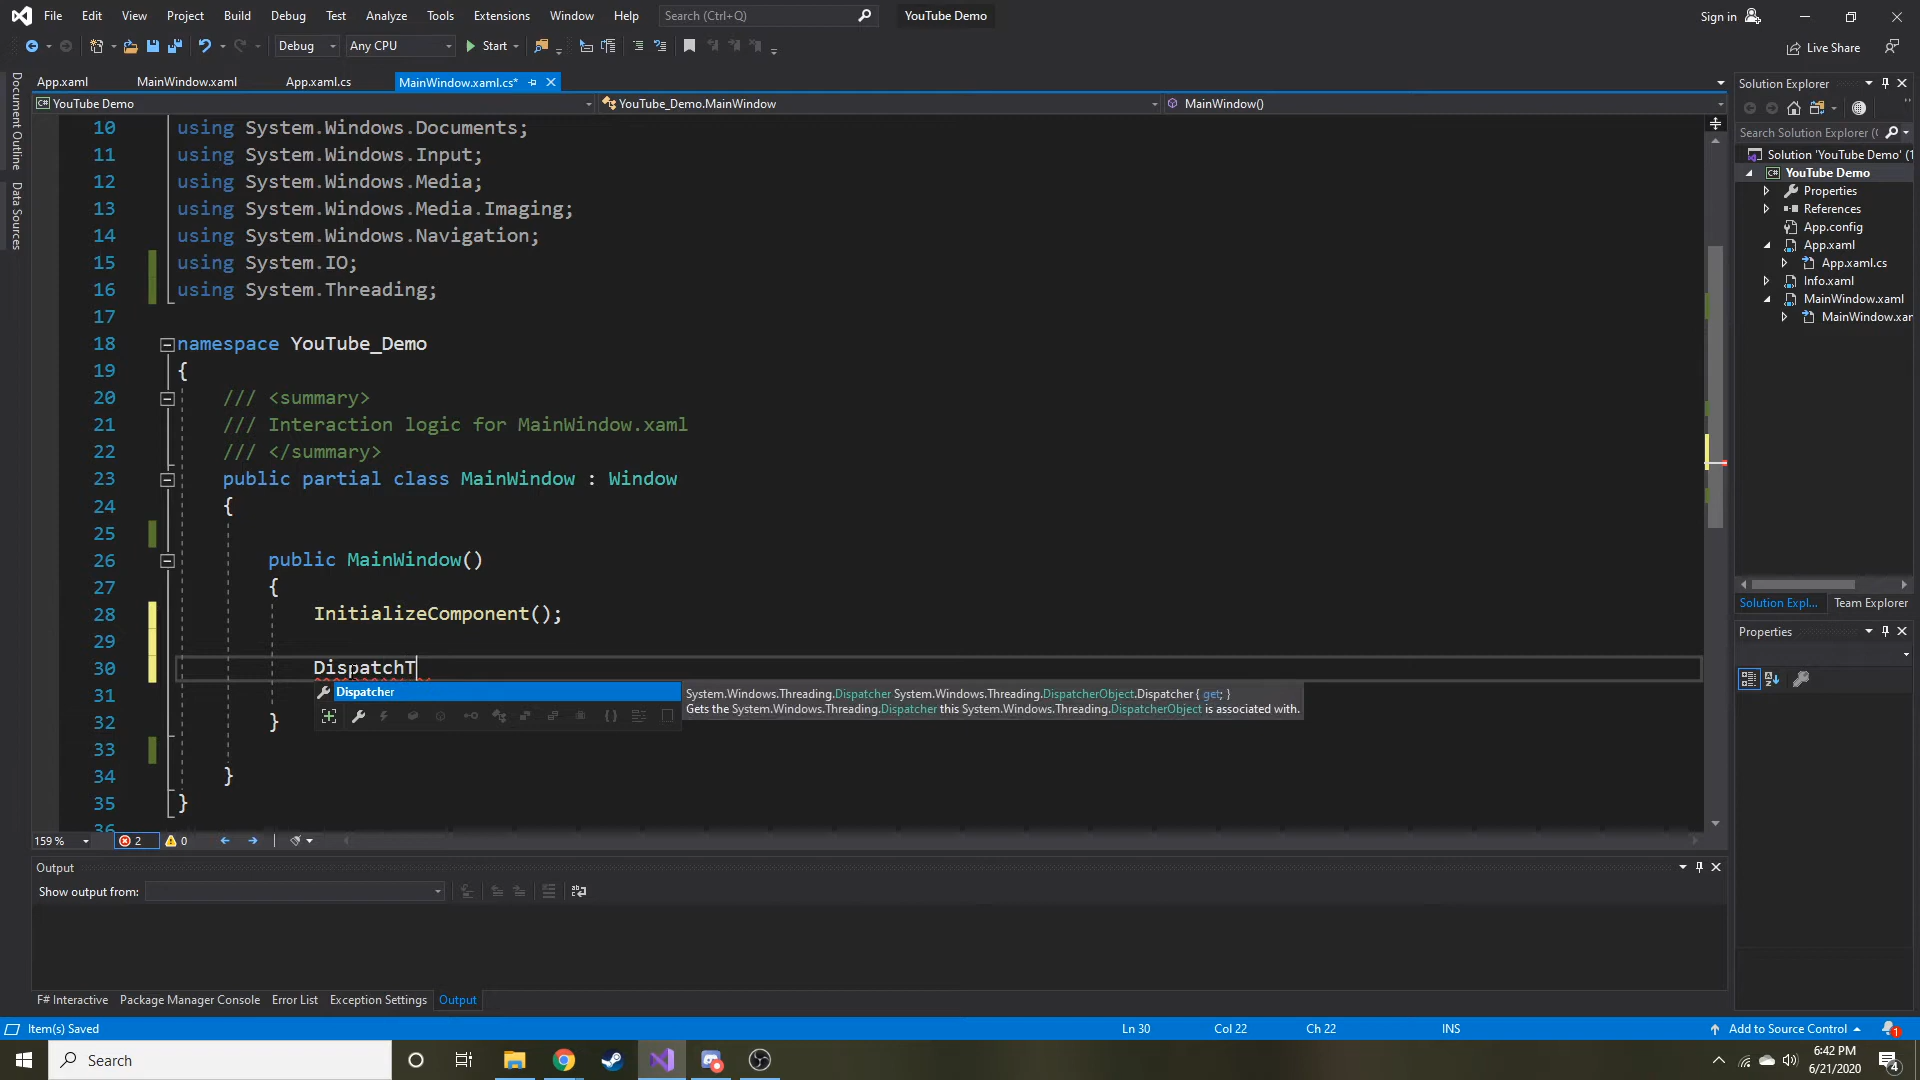 File Edit View Project Build Debug Test Analyze Tools Extensions Window Help Search (Ctrl+Q) YouTube Demo Sign in
Debug Any CPU Start Live Share
App.xaml MainWindow.xaml App.xaml.cs MainWindow.xaml.cs*
YouTube Demo YouTube_Demo.MainWindow MainWindow()
Document Outline
Data Sources
10 using System.Windows.Documents;
11 using System.Windows.Input;
12 using System.Windows.Media;
13 using System.Windows.Media.Imaging;
14 using System.Windows.Navigation;
15 using System.IO;
16 using System.Threading;
17
18 namespace YouTube_Demo
19 {
20 /// <summary>
21 /// Interaction logic for MainWindow.xaml
22 /// </summary>
23 public partial class MainWindow : Window
24 {
25
26 public MainWindow()
27 {
28 InitializeComponent();
29
30 DispatchT
Dispatcher
System.Windows.Threading.Dispatcher System.Windows.Threading.DispatcherObject.Dispatcher { get; }
Gets the System.Windows.Threading.Dispatcher this System.Windows.Threading.DispatcherObject is associated with.
31
32 }
33
34 }
35 }
36
159 % 2 0
Output
Show output from:
F# Interactive Package Manager Console Error List Exception Settings Output
Solution Explorer
Search Solution Explorer (
Solution 'YouTube Demo' (1
C# YouTube Demo
Properties
References
App.config
App.xaml
App.xaml.cs
Info.xaml
MainWindow.xaml
MainWindow.xar
Solution Expl... Team Explorer
Properties
Item(s) Saved Ln 30 Col 22 Ch 22 INS Add to Source Control 1
Search
6:42 PM
6/21/2020
4